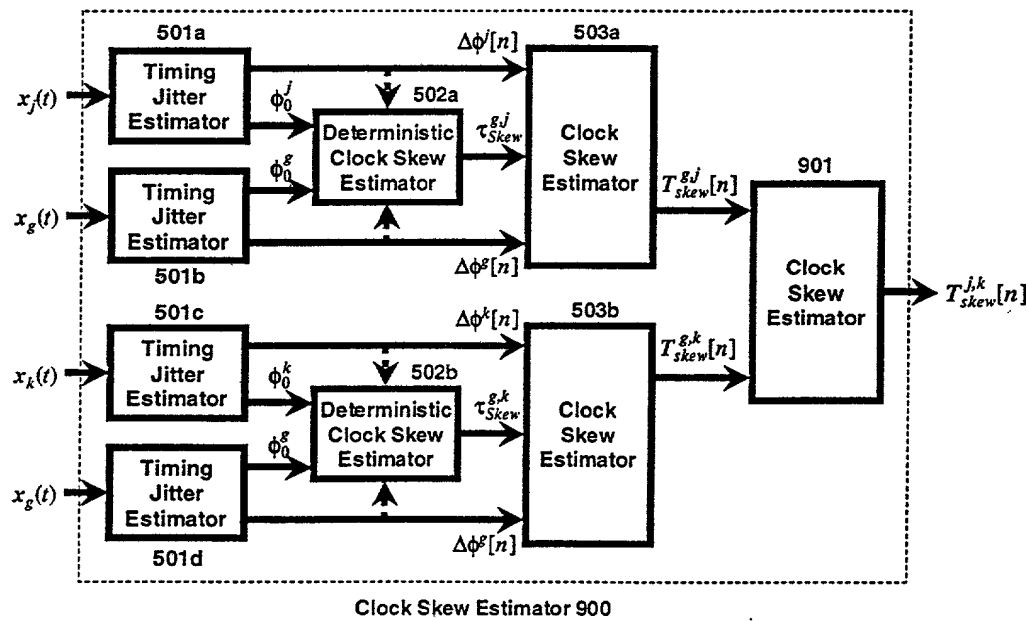 501a
Timing
Jitter
Estimator
x_j(t)
Δϕ^j[n]
ϕ_0^j
502a
Deterministic
Clock Skew
Estimator
τ_Skew^{g,j}
503a
Clock
Skew
Estimator
T_skew^{g,j}[n]
ϕ_0^g
x_g(t)
Timing
Jitter
Estimator
501b
Δϕ^g[n]
901
Clock
Skew
Estimator
T_skew^{j,k}[n]
501c
Timing
Jitter
Estimator
x_k(t)
Δϕ^k[n]
ϕ_0^k
502b
Deterministic
Clock Skew
Estimator
τ_Skew^{g,k}
503b
Clock
Skew
Estimator
T_skew^{g,k}[n]
ϕ_0^g
x_g(t)
Timing
Jitter
Estimator
501d
Δϕ^g[n]
Clock Skew Estimator 900